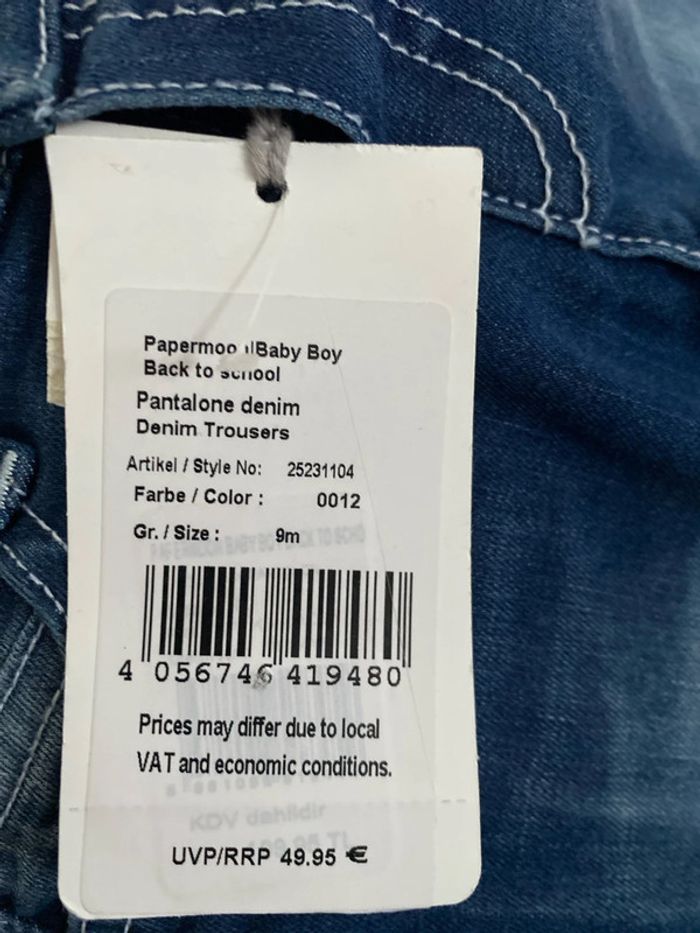 Papermoon Baby Boy
Back to school
Pantalone denim
Denim Trousers
Artikel / Style No: 25231104
Farbe / Color : 0012
Gr. / Size : 9m
4 056746 419480
Prices may differ due to local
VAT and economic conditions.
KDV dahildir
UVP/RRP 49.95 €